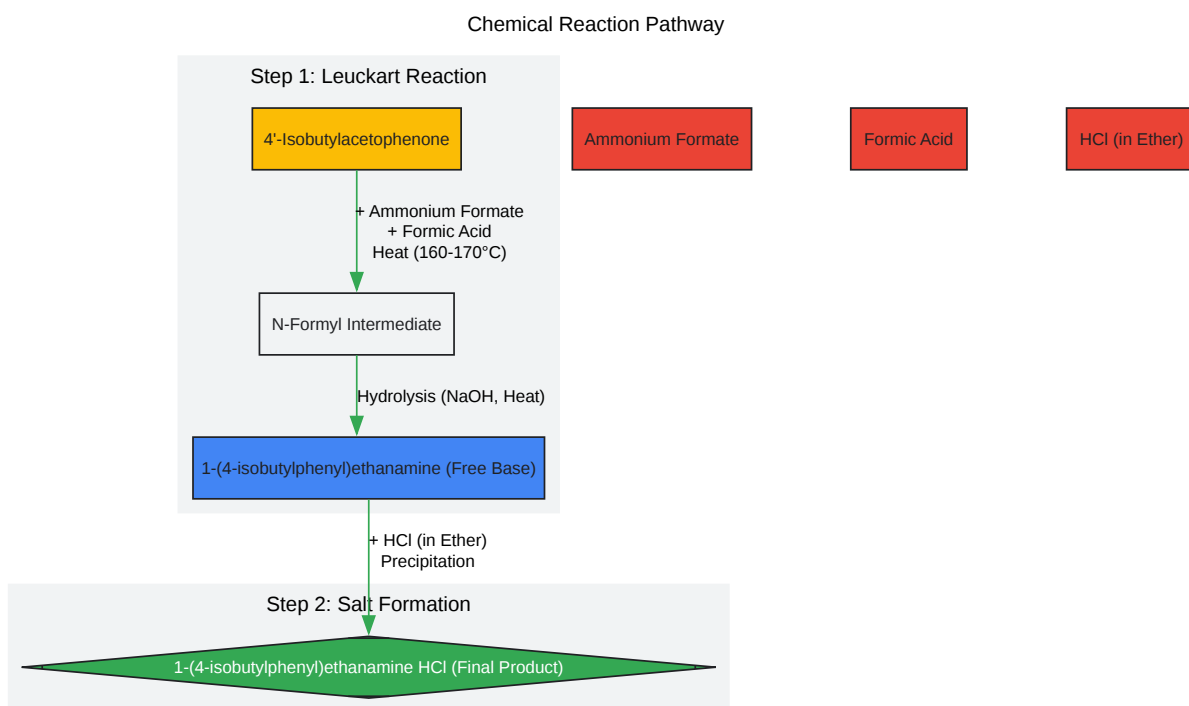 Chemical Reaction Pathway
Step 1: Leuckart Reaction
4'-Isobutylacetophenone
Ammonium Formate
Formic Acid
HCl (in Ether)
+ Ammonium Formate
+ Formic Acid
Heat (160-170°C)
N-Formyl Intermediate
Hydrolysis (NaOH, Heat)
1-(4-isobutylphenyl)ethanamine (Free Base)
+ HCl (in Ether)
Precipitation
Step 2: Salt Formation
1-(4-isobutylphenyl)ethanamine HCl (Final Product)